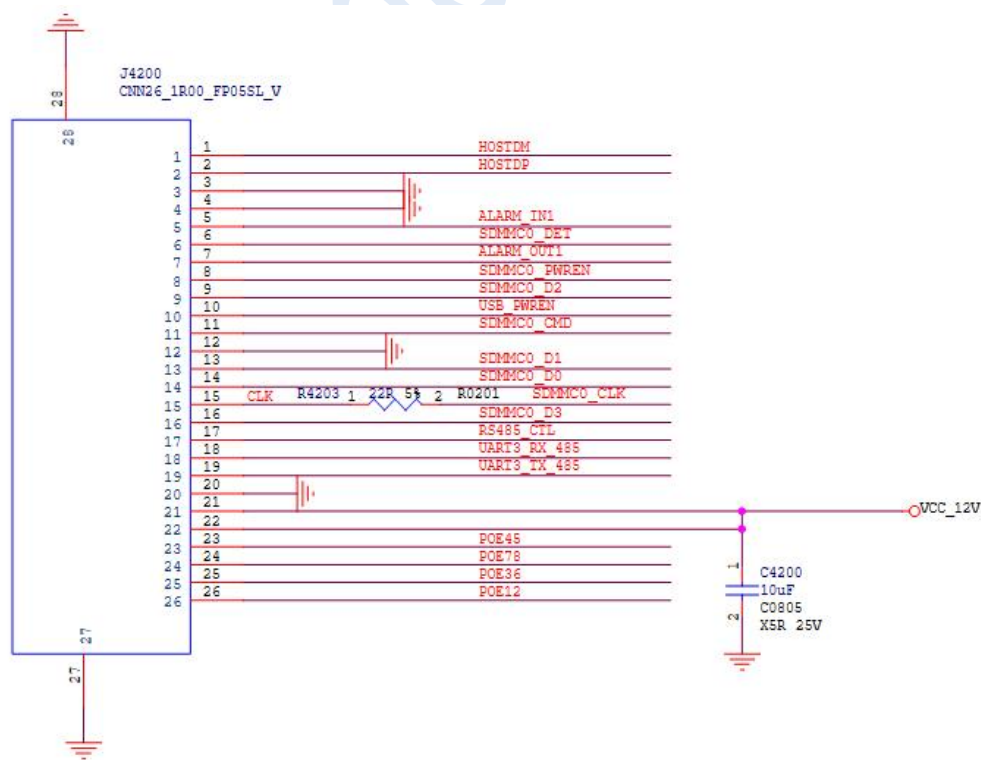 J4200
CNN26_1R00_FP05SL_V
28
28
1 1 HOSTDM
2 2 HOSTDP
3 3
4 4
5 5 ALARM_IN1
6 6 SDMMC0_DET
7 7 ALARM_OUT1
8 8 SDMMC0_PWREN
9 9 SDMMC0_D2
10 10 USB_PWREN
11 11 SDMMC0_CMD
12 12
13 13 SDMMC0_D1
14 14 SDMMC0_D0
15 15 CLK R4203 1 22R 5% 2 R0201 SDMMC0_CLK
16 16 SDMMC0_D3
17 17 RS485_CTL
18 18 UART3_RX_485
19 19 UART3_TX_485
20 20
21 21 VCC_12V
22 22
23 23 POE45
24 24 POE78
25 25 POE36
26 26 POE12
1
C4200
10uF
C0805
X5R 25V
2
27
27